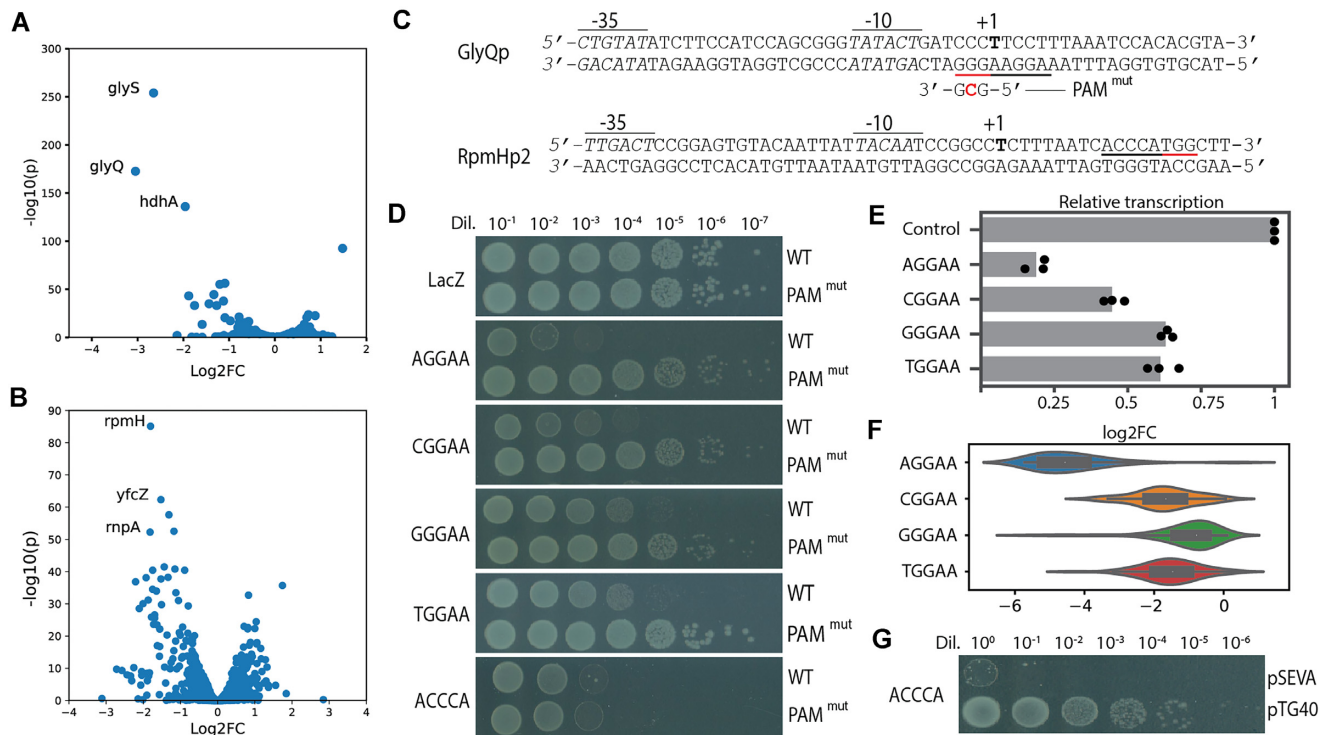 A
300
250
200
150
100
50
0
-log10(p)
glyS
glyQ
hdhA
−4
−3
−2
−1
0
1
2
Log2FC
B
90
80
70
60
50
40
30
20
10
0
-log10(p)
rpmH
yfcZ
rnpA
−4
−3
−2
−1
0
1
2
3
4
Log2FC
C
-35 -10 +1
GlyQp
5′-CTGTATATCTTCCATCCAGCGGGTATACTGATCCCTTCCTTTAAATCCACACGTA-3′
3′-GACATATAGAAGGTAGGTCGCCCATATGACTAGGGAAGGAAATTTAGGTGTGCAT-5′
3′-GCG-5′ PAM mut
-35 -10 +1
RpmHp2
5′-TTGACTCCGGAGTGTACAATTATTACAATCCGGCCTCTTTAATCACCCATGGCTT-3′
3′-AACTGAGGCCTCACATGTTAATAATGTTAGGCCGGAGAAATTAGTGGGTACCGAA-5′
D
Dil. 10-1 10-2 10-3 10-4 10-5 10-6 10-7
LacZ
WT
PAM mut
AGGAA
WT
PAM mut
CGGAA
WT
PAM mut
GGGAA
WT
PAM mut
TGGAA
WT
PAM mut
ACCCA
WT
PAM mut
E
Relative transcription
Control
AGGAA
CGGAA
GGGAA
TGGAA
0.25
0.5
0.75
1
F
log2FC
AGGAA
CGGAA
GGGAA
TGGAA
−6
−4
−2
0
G
Dil. 100 10-1 10-2 10-3 10-4 10-5 10-6
ACCCA
pSEVA
pTG40